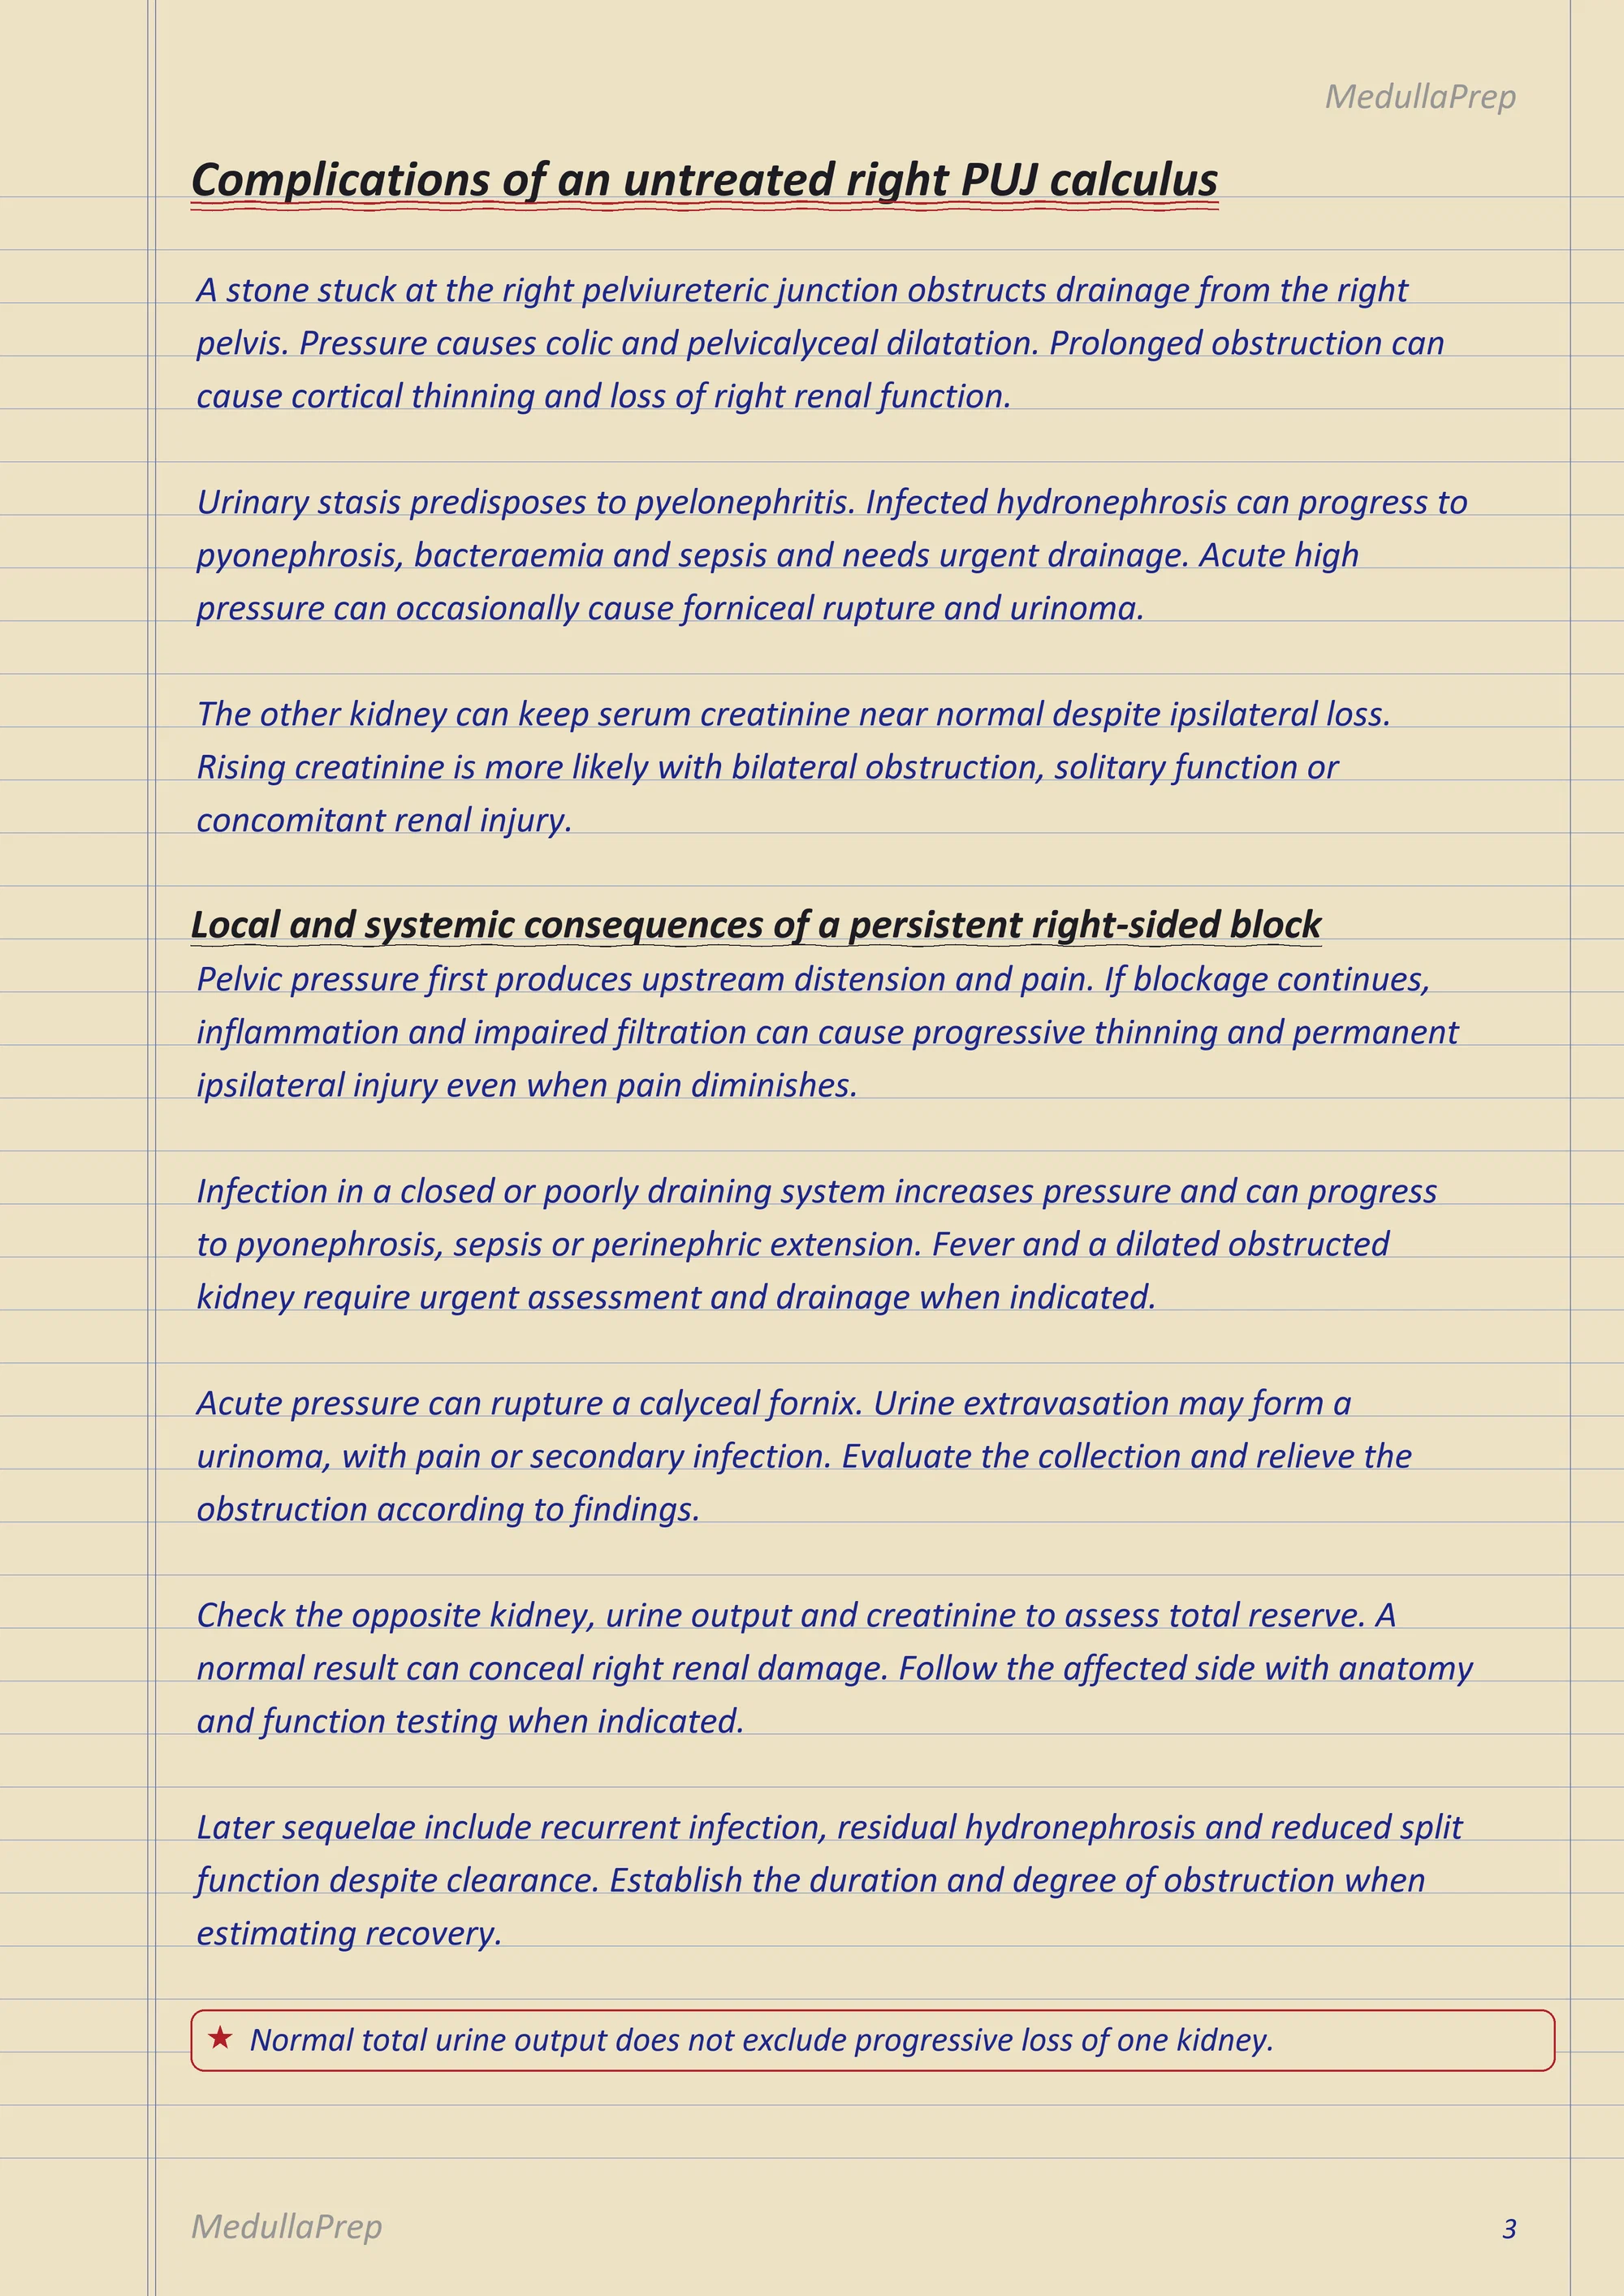 MedullaPrep
Complications of an untreated right PUJ calculus
A stone stuck at the right pelviureteric junction obstructs drainage from the right
pelvis. Pressure causes colic and pelvicalyceal dilatation. Prolonged obstruction can
cause cortical thinning and loss of right renal function.
Urinary stasis predisposes to pyelonephritis. Infected hydronephrosis can progress to
pyonephrosis, bacteraemia and sepsis and needs urgent drainage. Acute high
pressure can occasionally cause forniceal rupture and urinoma.
The other kidney can keep serum creatinine near normal despite ipsilateral loss.
Rising creatinine is more likely with bilateral obstruction, solitary function or
concomitant renal injury.
Local and systemic consequences of a persistent right-sided block
Pelvic pressure first produces upstream distension and pain. If blockage continues,
inflammation and impaired filtration can cause progressive thinning and permanent
ipsilateral injury even when pain diminishes.
Infection in a closed or poorly draining system increases pressure and can progress
to pyonephrosis, sepsis or perinephric extension. Fever and a dilated obstructed
kidney require urgent assessment and drainage when indicated.
Acute pressure can rupture a calyceal fornix. Urine extravasation may form a
urinoma, with pain or secondary infection. Evaluate the collection and relieve the
obstruction according to findings.
Check the opposite kidney, urine output and creatinine to assess total reserve. A
normal result can conceal right renal damage. Follow the affected side with anatomy
and function testing when indicated.
Later sequelae include recurrent infection, residual hydronephrosis and reduced split
function despite clearance. Establish the duration and degree of obstruction when
estimating recovery.
★ Normal total urine output does not exclude progressive loss of one kidney.
MedullaPrep
3